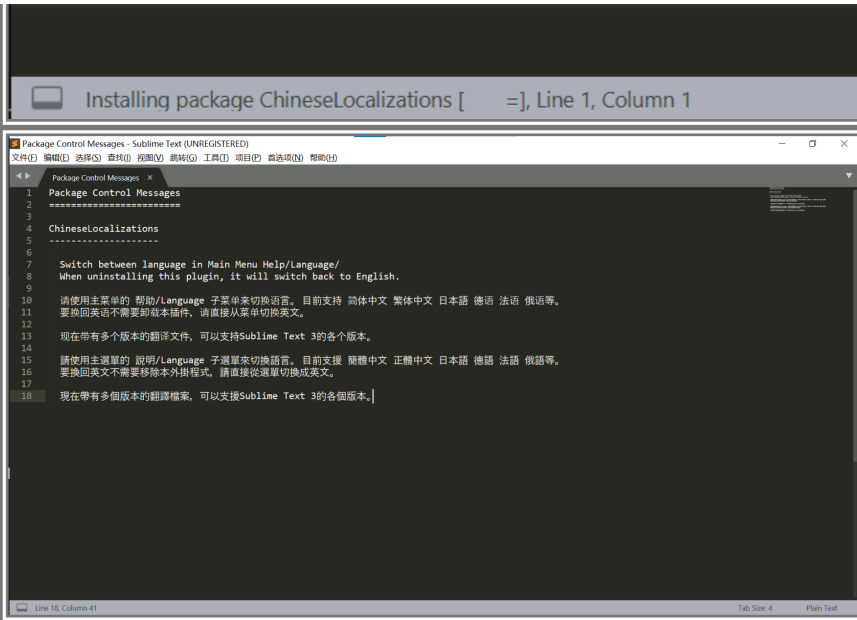 Installing package ChineseLocalizations [ =], Line 1, Column 1
Package Control Messages - Sublime Text (UNREGISTERED)
文件(F) 编辑(E) 选择(S) 查找(I) 视图(V) 跳转(G) 工具(T) 项目(P) 首选项(N) 帮助(H)
Package Control Messages ×
1 Package Control Messages
2 ========================
3
4 ChineseLocalizations
5 --------------------
6
7 Switch between language in Main Menu Help/Language/
8 When uninstalling this plugin, it will switch back to English.
9
10 请使用主菜单的 帮助/Language 子菜单来切换语言。 目前支持 简体中文 繁体中文 日本語 德语 法语 俄语等。
11 要换回英语不需要卸载本插件，请直接从菜单切换英文。
12
13 现在带有多个版本的翻译文件，可以支持Sublime Text 3的各个版本。
14
15 請使用主選單的 說明/Language 子選單來切換語言。 目前支援 簡體中文 正體中文 日本語 德語 法語 俄語等。
16 要換回英文不需要移除本外掛程式，請直接從選單切換成英文。
17
18 現在帶有多個版本的翻譯檔案，可以支援Sublime Text 3的各個版本。
Line 18, Column 41 Tab Size: 4 Plain Text